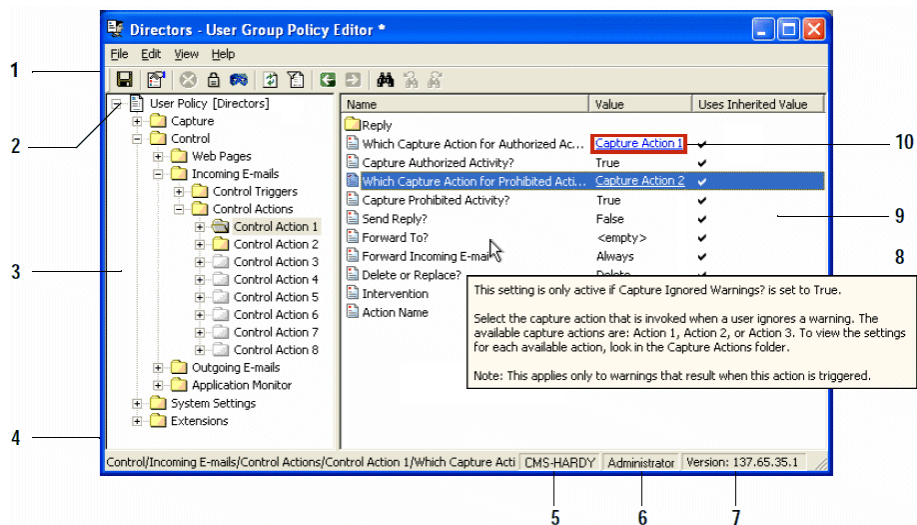 Directors - User Group Policy Editor *
File Edit View Help
1
User Policy [Directors]
2
Capture
Control
Web Pages
Incoming E-mails
Control Triggers
Control Actions
Control Action 1
Control Action 2
3
Control Action 3
Control Action 4
Control Action 5
Control Action 6
Control Action 7
Control Action 8
Outgoing E-mails
Application Monitor
System Settings
Extensions
4
Name Value Uses Inherited Value
Reply
Which Capture Action for Authorized Ac... Capture Action 1
10
Capture Authorized Activity? True
Which Capture Action for Prohibited Acti... Capture Action 2
Capture Prohibited Activity? True
9
Send Reply? False
Forward To? <empty>
Forward Incoming E-mail Always
8
Delete or Replace? Delete
Intervention
Action Name
This setting is only active if Capture Ignored Warnings? is set to True.
Select the capture action that is invoked when a user ignores a warning. The
available capture actions are: Action 1, Action 2, or Action 3. To view the settings
for each available action, look in the Capture Actions folder.
Note: This applies only to warnings that result when this action is triggered.
Control/Incoming E-mails/Control Actions/Control Action 1/Which Capture Acti CMS-HARDY Administrator Version: 137.65.35.1
5 6 7